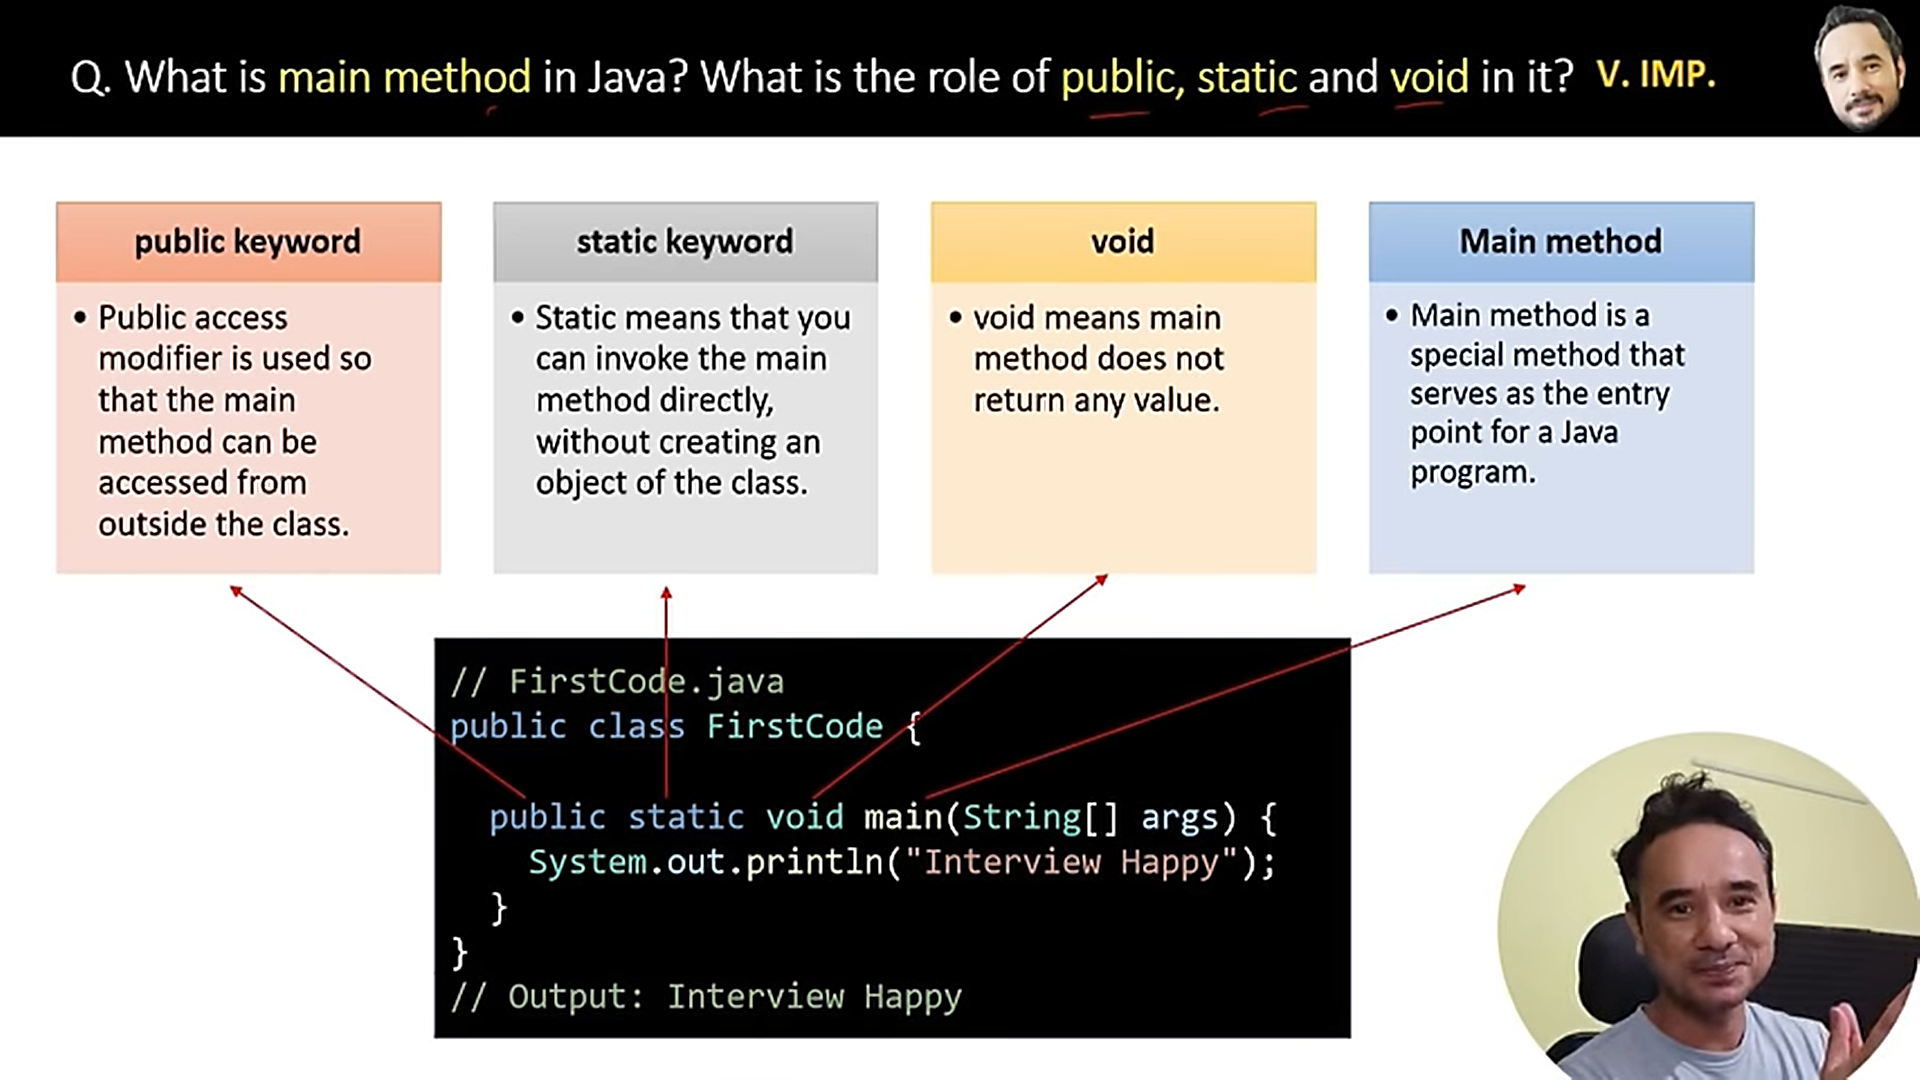 Q. What is main method in Java? What is the role of public, static and void in it? V. IMP.
public keyword
• Public access
modifier is used so
that the main
method can be
accessed from
outside the class.
static keyword
• Static means that you
can invoke the main
method directly,
without creating an
object of the class.
void
• void means main
method does not
return any value.
Main method
• Main method is a
special method that
serves as the entry
point for a Java
program.
// FirstCode.java
public class FirstCode {
public static void main(String[] args) {
System.out.println("Interview Happy");
}
}
// Output: Interview Happy